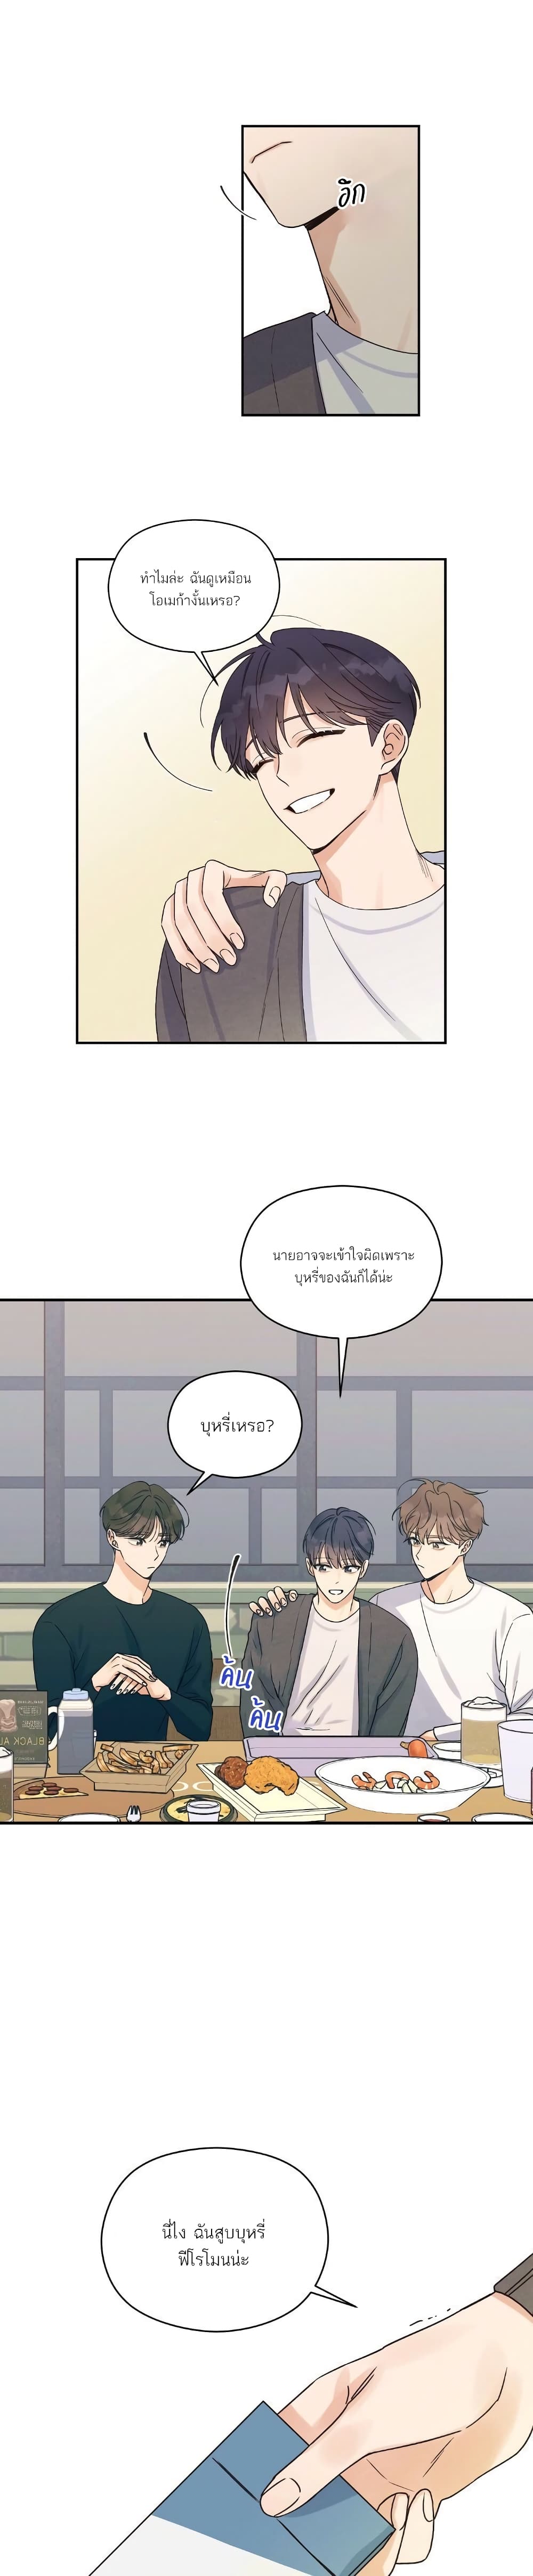 อึก
ทำไมล่ะ ฉันดูเหมือน
โอเมก้างั้นเหรอ?
นายอาจจะเข้าใจผิดเพราะ
บุหรี่ของฉันก็ได้น่ะ
บุหรี่เหรอ?
ค้น
ค้น
BLACK AU
นี่ไง ฉันสูบบุหรี่
ฟีโรโมนน่ะ